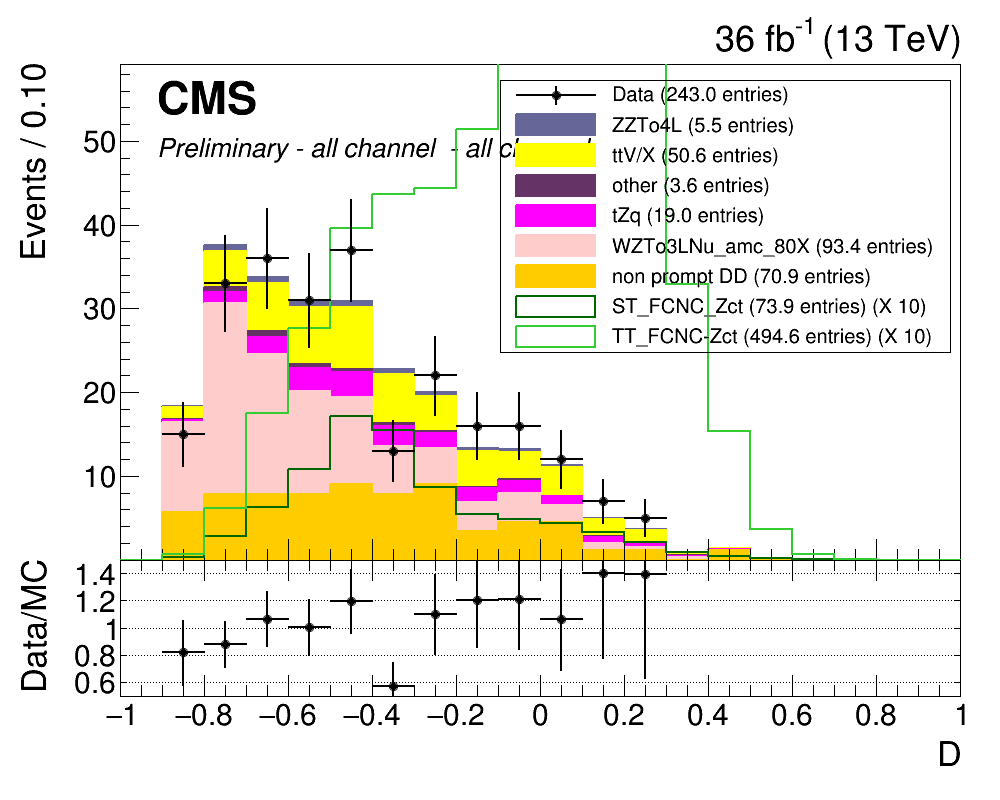 36 fb-1 (13 TeV)
Events / 0.10
CMS
Preliminary - all channel - all c
Data (243.0 entries)
ZZTo4L (5.5 entries)
ttV/X (50.6 entries)
other (3.6 entries)
tZq (19.0 entries)
WZTo3LNu_amc_80X (93.4 entries)
non prompt DD (70.9 entries)
ST_FCNC_Zct (73.9 entries) (X 10)
TT_FCNC-Zct (494.6 entries) (X 10)
50
40
30
20
10
Data/MC
1.4
1.2
1
0.8
0.6
−1 −0.8 −0.6 −0.4 −0.2 0 0.2 0.4 0.6 0.8 1
D